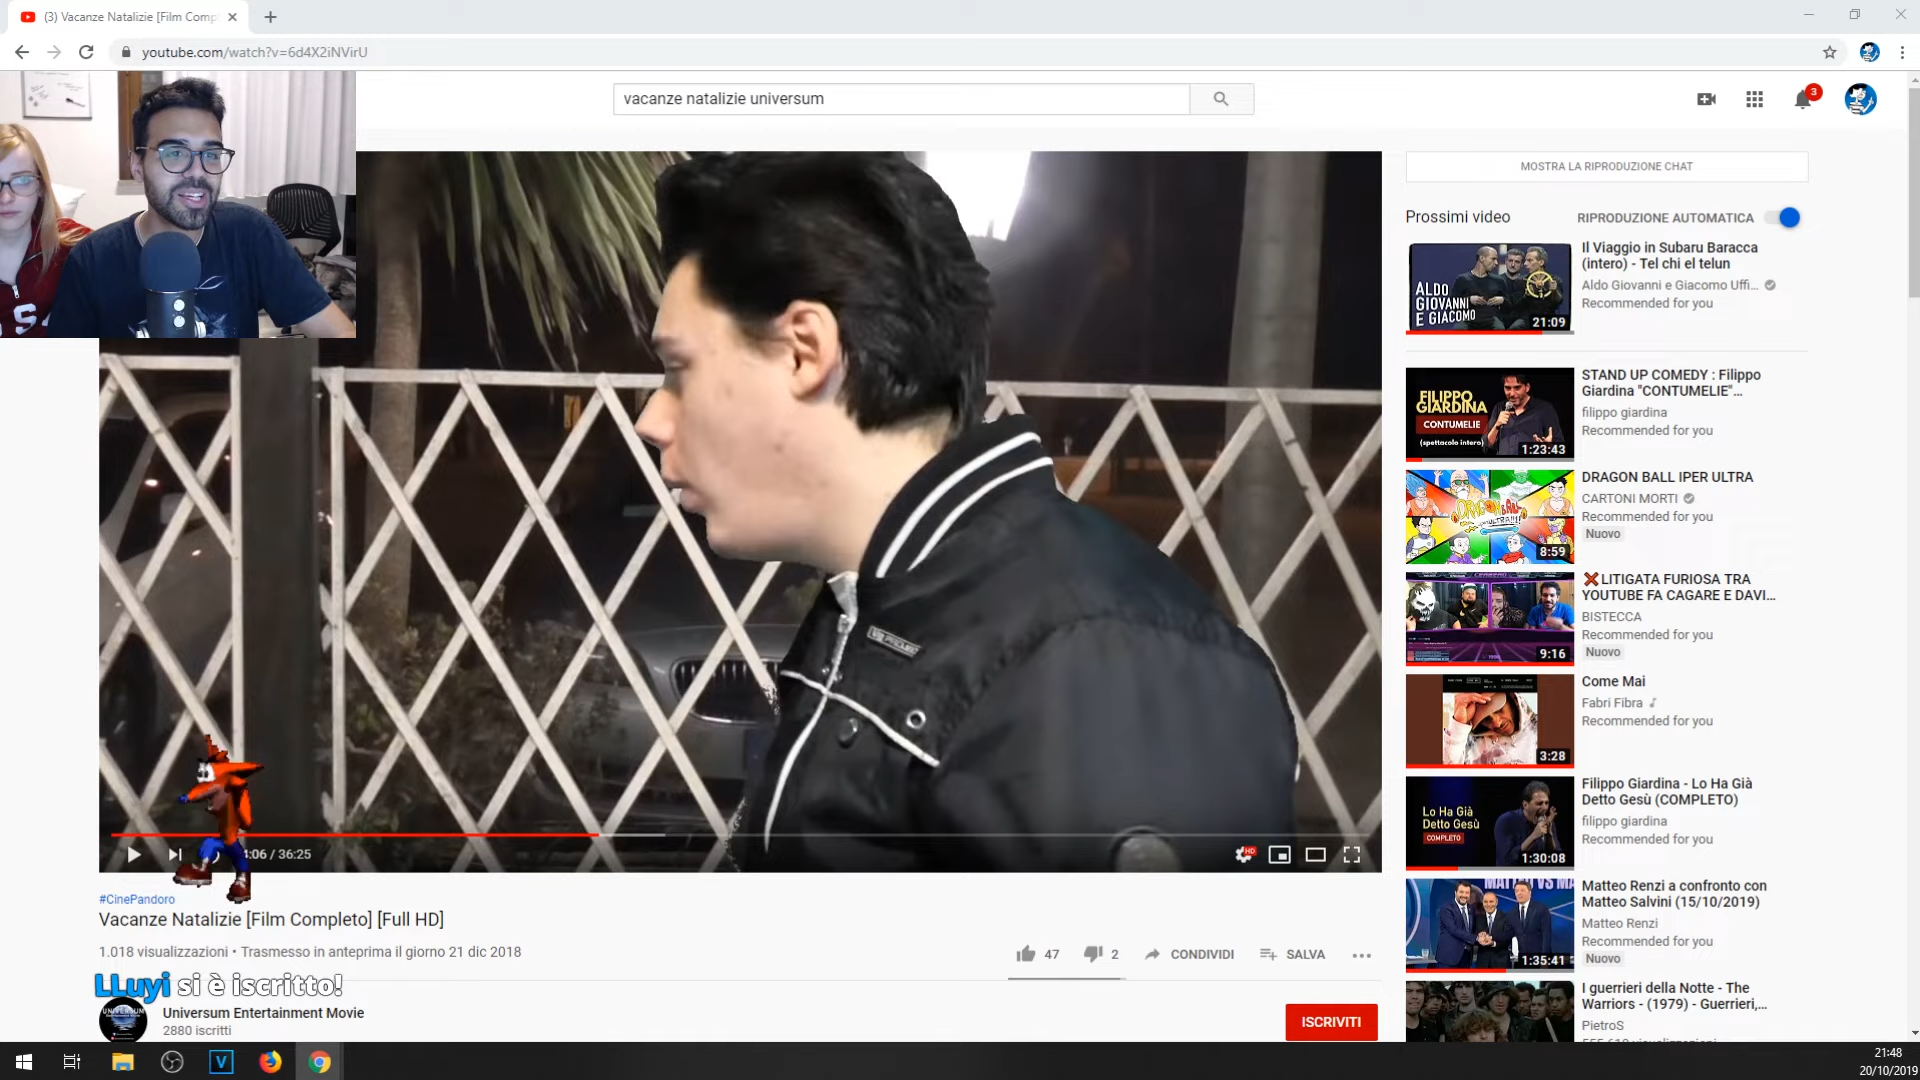 (3) Vacanze Natalizie [Film Comp
youtube.com/watch?v=6d4X2iNVirU
vacanze natalizie universum
3
MOSTRA LA RIPRODUZIONE CHAT
Prossimi video
RIPRODUZIONE AUTOMATICA
ALDO
GIOVANNI
E GIACOMO
21:09
Il Viaggio in Subaru Baracca
(intero) - Tel chi el telun
Aldo Giovanni e Giacomo Uffi...
Recommended for you
FILIPPO
GIARDINA
CONTUMELIE
(spettacolo intero)
1:23:43
STAND UP COMEDY : Filippo
Giardina "CONTUMELIE"...
filippo giardina
Recommended for you
8:59
DRAGON BALL IPER ULTRA
CARTONI MORTI
Recommended for you
Nuovo
9:16
❌LITIGATA FURIOSA TRA
YOUTUBE FA CAGARE E DAVI...
BISTECCA
Recommended for you
Nuovo
3:28
Come Mai
Fabri Fibra
Recommended for you
Lo Ha Già
Detto Gesù
COMPLETO
1:30:08
Filippo Giardina - Lo Ha Già
Detto Gesù (COMPLETO)
filippo giardina
Recommended for you
1:35:41
Matteo Renzi a confronto con
Matteo Salvini (15/10/2019)
Matteo Renzi
Recommended for you
Nuovo
I guerrieri della Notte - The
Warriors - (1979) - Guerrieri,...
PietroS
4:06 / 36:25
HD
#CinePandoro
Vacanze Natalizie [Film Completo] [Full HD]
1.018 visualizzazioni • Trasmesso in anteprima il giorno 21 dic 2018
47
2
CONDIVIDI
SALVA
LLuyi si è iscritto!
UNIVERSUM
Universum Entertainment Movie
2880 iscritti
ISCRIVITI
21:48
20/10/2019